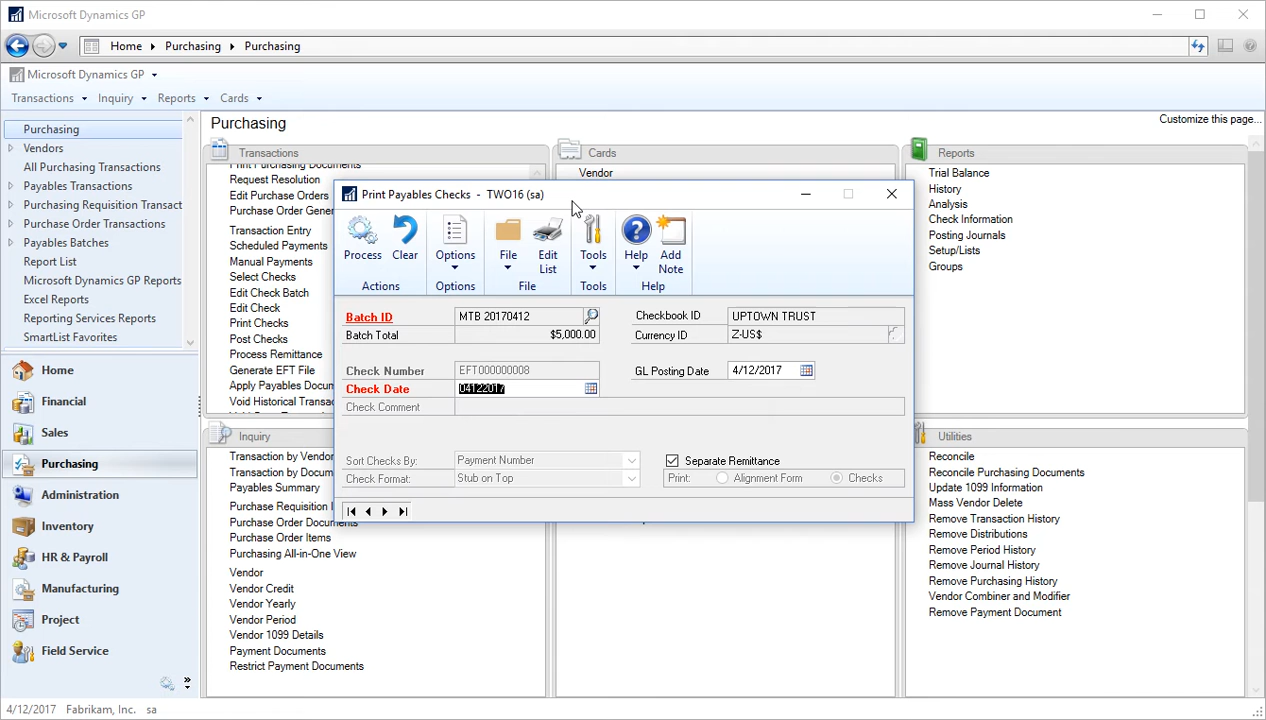 Microsoft Dynamics GP
Home Purchasing Purchasing
Microsoft Dynamics GP
Transactions Inquiry Reports Cards
Customize this page...
Purchasing
Vendors
All Purchasing Transactions
Payables Transactions
Purchasing Requisition Transact
Purchase Order Transactions
Payables Batches
Report List
Microsoft Dynamics GP Reports
Excel Reports
Reporting Services Reports
SmartList Favorites
Home
Financial
Sales
Purchasing
Administration
Inventory
HR & Payroll
Manufacturing
Project
Field Service
Purchasing
Transactions
Print Purchasing Documents
Request Resolution
Edit Purchase Orders
Purchase Order Gener
Transaction Entry
Scheduled Payments
Manual Payments
Select Checks
Edit Check Batch
Edit Check
Print Checks
Post Checks
Process Remittance
Generate EFT File
Apply Payables Docum
Void Historical Transa
Cards
Vendor
Reports
Trial Balance
History
Analysis
Check Information
Posting Journals
Setup/Lists
Groups
Print Payables Checks - TWO16 (sa)
Process Clear Options File Edit List Tools Help Add Note
Actions Options File Tools Help
Batch ID MTB 20170412 Checkbook ID UPTOWN TRUST
Batch Total $5,000.00 Currency ID Z-US$
Check Number EFT000000008 GL Posting Date 4/12/2017
Check Date 04122017
Check Comment
Sort Checks By: Payment Number Separate Remittance
Check Format: Stub on Top Print: Alignment Form Checks
Inquiry
Transaction by Vendor
Transaction by Docum
Payables Summary
Purchase Requisition
Purchase Order Docum
Purchase Order Items
Purchasing All-in-One View
Vendor
Vendor Credit
Vendor Yearly
Vendor Period
Vendor 1099 Details
Payment Documents
Restrict Payment Documents
Utilities
Reconcile
Reconcile Purchasing Documents
Update 1099 Information
Mass Vendor Delete
Remove Transaction History
Remove Distributions
Remove Period History
Remove Journal History
Remove Purchasing History
Vendor Combiner and Modifier
Remove Payment Document
4/12/2017 Fabrikam, Inc. sa